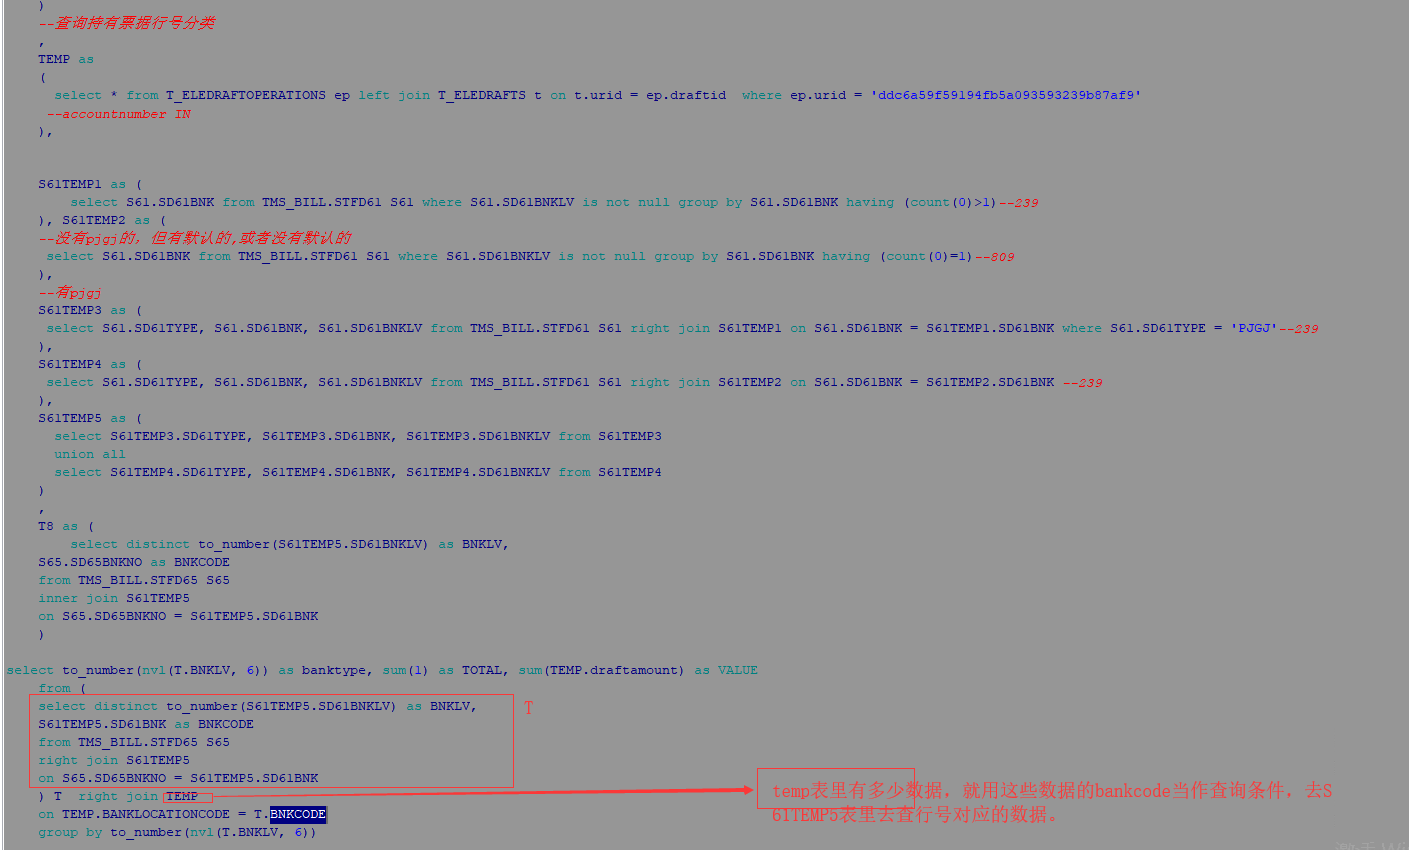 )
--查询持有票据行号分类
,
TEMP as
(
select * from T_ELEDRAFTOPERATIONS ep left join T_ELEDRAFTS t on t.urid = ep.draftid  where ep.urid = 'ddc6a59f59194fb5a093593239b87af9'
--accountnumber IN
),
S61TEMP1 as (
select S61.SD61BNK from TMS_BILL.STFD61 S61 where S61.SD61BNKLV is not null group by S61.SD61BNK having (count(0)>1)--239
), S61TEMP2 as (
--没有pjgj的，但有默认的,或者没有默认的
select S61.SD61BNK from TMS_BILL.STFD61 S61 where S61.SD61BNKLV is not null group by S61.SD61BNK having (count(0)=1)--809
),
--有pjgj
S61TEMP3 as (
select S61.SD61TYPE, S61.SD61BNK, S61.SD61BNKLV from TMS_BILL.STFD61 S61 right join S61TEMP1 on S61.SD61BNK = S61TEMP1.SD61BNK where S61.SD61TYPE = 'PJGJ'--239
),
S61TEMP4 as (
select S61.SD61TYPE, S61.SD61BNK, S61.SD61BNKLV from TMS_BILL.STFD61 S61 right join S61TEMP2 on S61.SD61BNK = S61TEMP2.SD61BNK --239
),
S61TEMP5 as (
select S61TEMP3.SD61TYPE, S61TEMP3.SD61BNK, S61TEMP3.SD61BNKLV from S61TEMP3
union all
select S61TEMP4.SD61TYPE, S61TEMP4.SD61BNK, S61TEMP4.SD61BNKLV from S61TEMP4
)
,
T8 as (
select distinct to_number(S61TEMP5.SD61BNKLV) as BNKLV,
S65.SD65BNKNO as BNKCODE
from TMS_BILL.STFD65 S65
inner join S61TEMP5
on S65.SD65BNKNO = S61TEMP5.SD61BNK
)
select to_number(nvl(T.BNKLV, 6)) as banktype, sum(1) as TOTAL, sum(TEMP.draftamount) as VALUE
from (
select distinct to_number(S61TEMP5.SD61BNKLV) as BNKLV,
T
S61TEMP5.SD61BNK as BNKCODE
from TMS_BILL.STFD65 S65
right join S61TEMP5
on S65.SD65BNKNO = S61TEMP5.SD61BNK
) T  right join TEMP
temp表里有多少数据，就用这些数据的bankcode当作查询条件，去S
61TEMP5表里去查行号对应的数据。
on TEMP.BANKLOCATIONCODE = T.BNKCODE
group by to_number(nvl(T.BNKLV, 6))